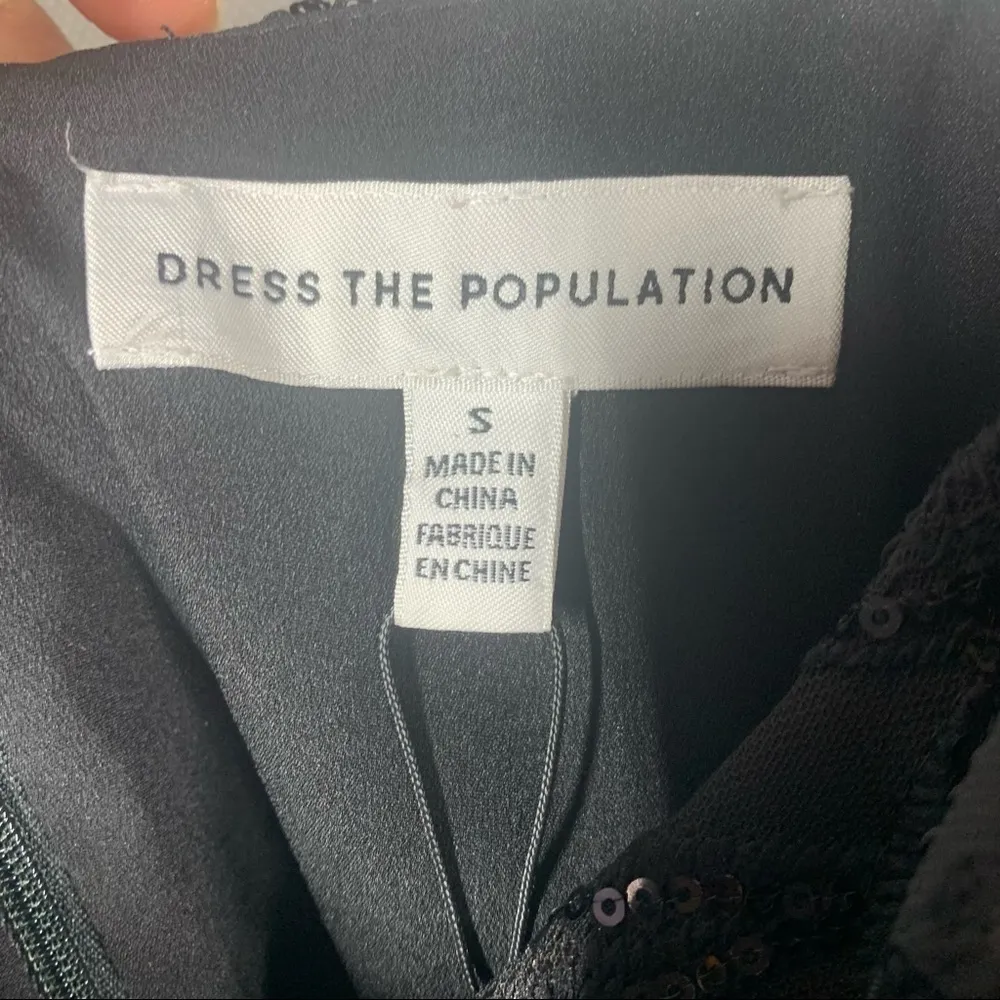 DRESS THE POPULATION
S
MADE IN
CHINA
FABRIQUE
EN CHINE